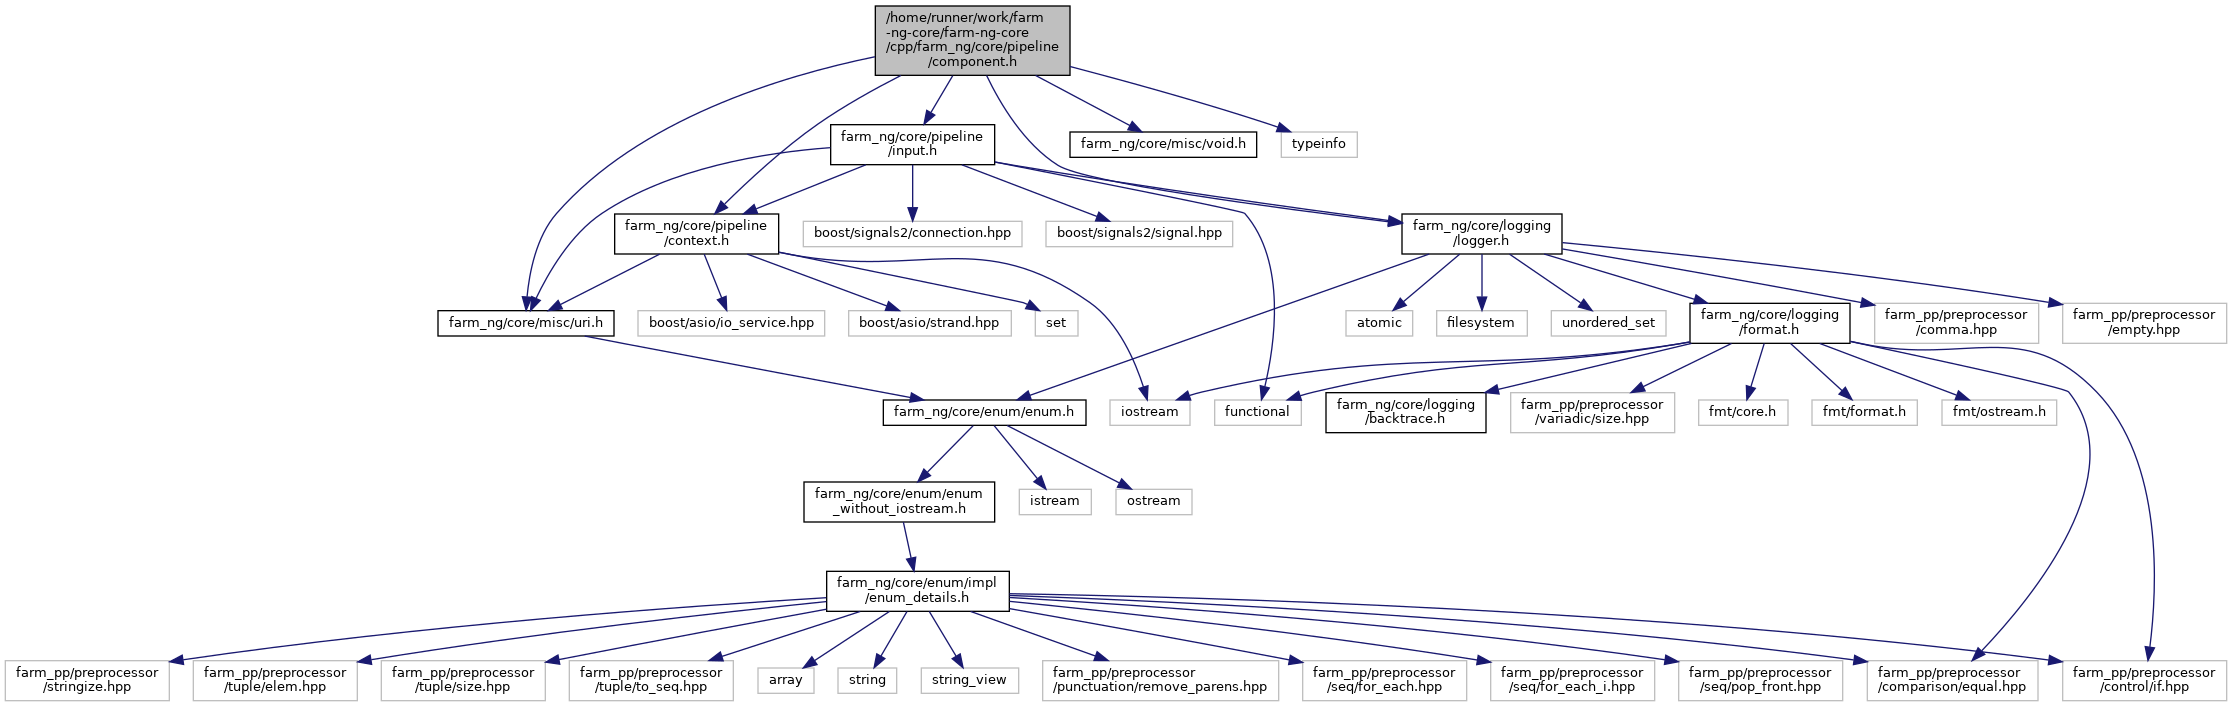 /home/runner/work/farm
-ng-core/farm-ng-core
/cpp/farm_ng/core/pipeline
/component.h
farm_ng/core/pipeline
/input.h
farm_ng/core/misc/void.h
typeinfo
farm_ng/core/pipeline
/context.h
boost/signals2/connection.hpp
boost/signals2/signal.hpp
farm_ng/core/logging
/logger.h
farm_ng/core/misc/uri.h
boost/asio/io_service.hpp
boost/asio/strand.hpp
set
atomic
filesystem
unordered_set
farm_ng/core/logging
/format.h
farm_pp/preprocessor
/comma.hpp
farm_pp/preprocessor
/empty.hpp
farm_ng/core/enum/enum.h
iostream
functional
farm_ng/core/logging
/backtrace.h
farm_pp/preprocessor
/variadic/size.hpp
fmt/core.h
fmt/format.h
fmt/ostream.h
farm_ng/core/enum/enum
_without_iostream.h
istream
ostream
farm_ng/core/enum/impl
/enum_details.h
farm_pp/preprocessor
/stringize.hpp
farm_pp/preprocessor
/tuple/elem.hpp
farm_pp/preprocessor
/tuple/size.hpp
farm_pp/preprocessor
/tuple/to_seq.hpp
array
string
string_view
farm_pp/preprocessor
/punctuation/remove_parens.hpp
farm_pp/preprocessor
/seq/for_each.hpp
farm_pp/preprocessor
/seq/for_each_i.hpp
farm_pp/preprocessor
/seq/pop_front.hpp
farm_pp/preprocessor
/comparison/equal.hpp
farm_pp/preprocessor
/control/if.hpp